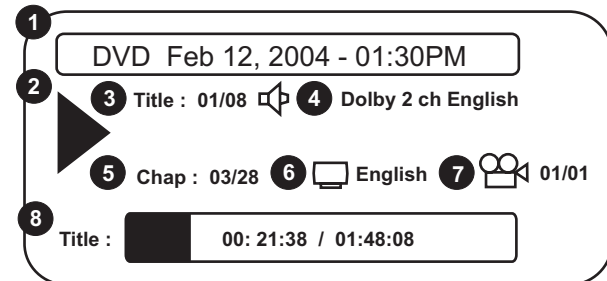 1
DVD Feb 12, 2004 - 01:30PM
2 3 Title : 01/08 4 Dolby 2 ch English
5 Chap : 03/28 6 English 7 01/01
8
Title : 00: 21:38 / 01:48:08